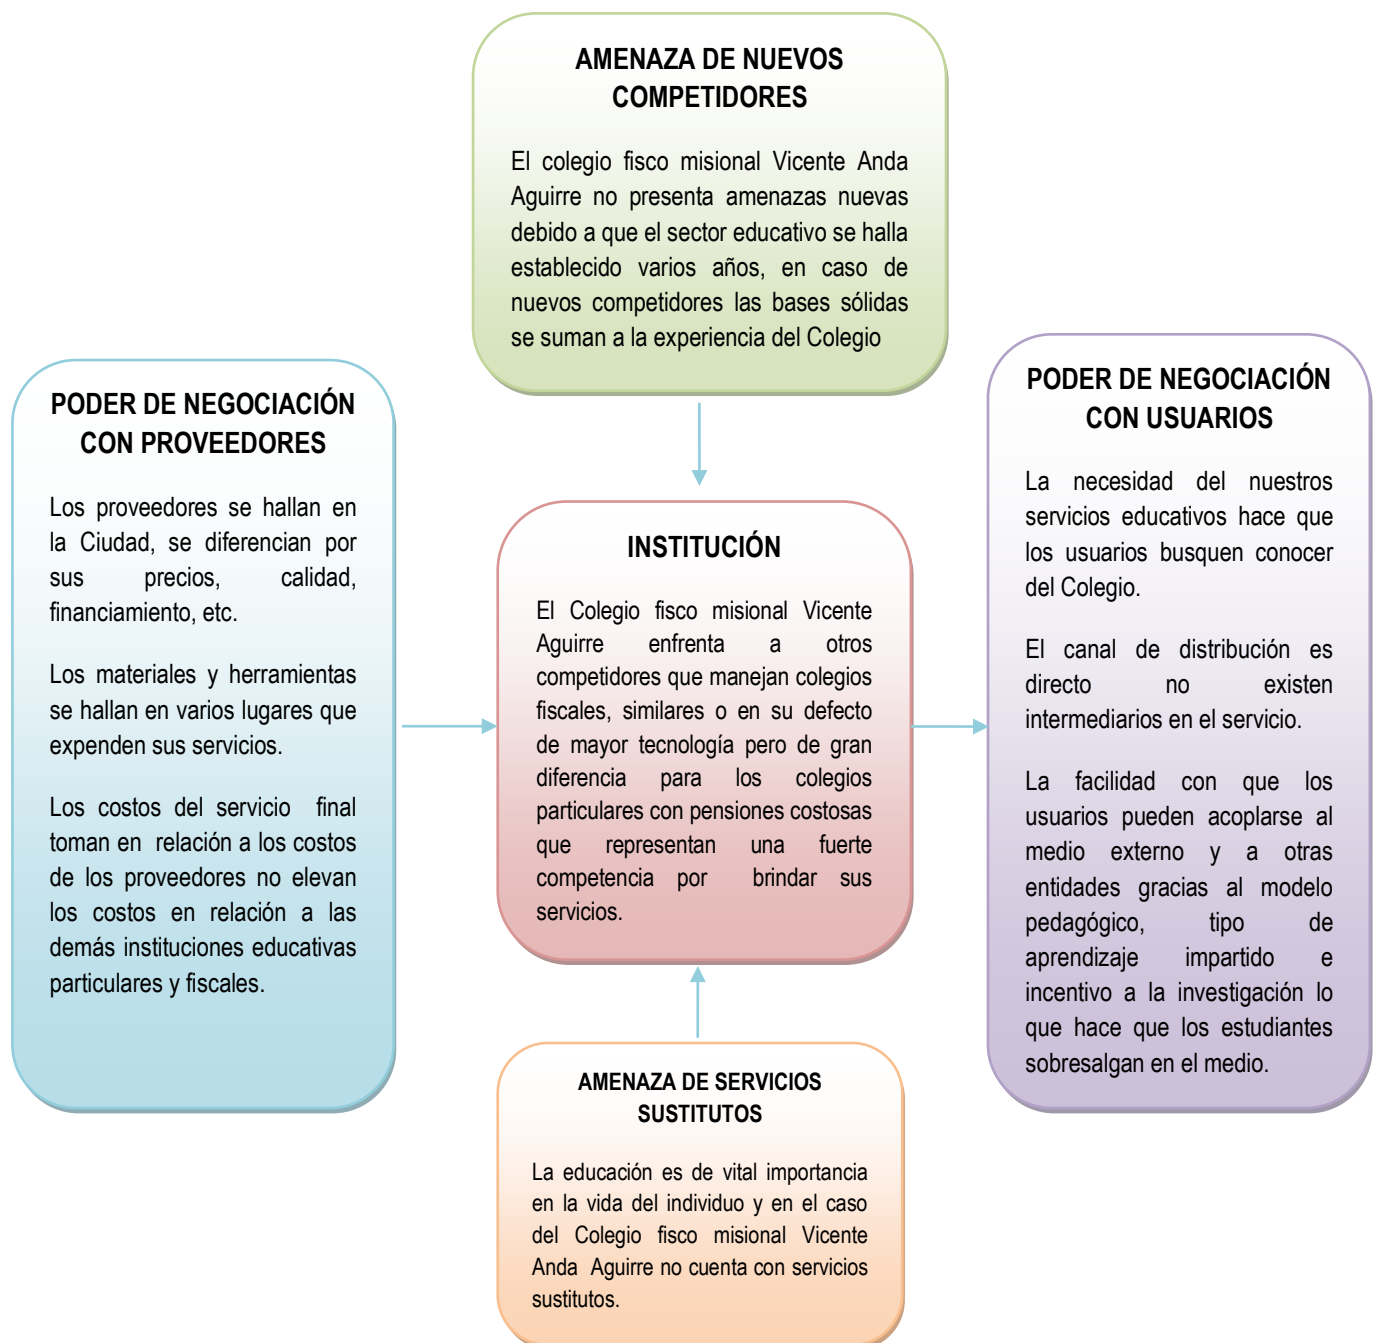 AMENAZA DE NUEVOS
COMPETIDORES
El colegio fisco misional Vicente Anda
Aguirre no presenta amenazas nuevas
debido a que el sector educativo se halla
establecido varios años, en caso de
nuevos competidores las bases sólidas
se suman a la experiencia del Colegio
PODER DE NEGOCIACIÓN
CON PROVEEDORES
Los proveedores se hallan en
la Ciudad, se diferencian por
sus precios, calidad,
financiamiento, etc.
Los materiales y herramientas
se hallan en varios lugares que
expenden sus servicios.
Los costos del servicio final
toman en relación a los costos
de los proveedores no elevan
los costos en relación a las
demás instituciones educativas
particulares y fiscales.
INSTITUCIÓN
El Colegio fisco misional Vicente
Aguirre enfrenta a otros
competidores que manejan colegios
fiscales, similares o en su defecto
de mayor tecnología pero de gran
diferencia para los colegios
particulares con pensiones costosas
que representan una fuerte
competencia por brindar sus
servicios.
PODER DE NEGOCIACIÓN
CON USUARIOS
La necesidad del nuestros
servicios educativos hace que
los usuarios busquen conocer
del Colegio.
El canal de distribución es
directo no existen
intermediarios en el servicio.
La facilidad con que los
usuarios pueden acoplarse al
medio externo y a otras
entidades gracias al modelo
pedagógico, tipo de
aprendizaje impartido e
incentivo a la investigación lo
que hace que los estudiantes
sobresalgan en el medio.
AMENAZA DE SERVICIOS
SUSTITUTOS
La educación es de vital importancia
en la vida del individuo y en el caso
del Colegio fisco misional Vicente
Anda Aguirre no cuenta con servicios
sustitutos.